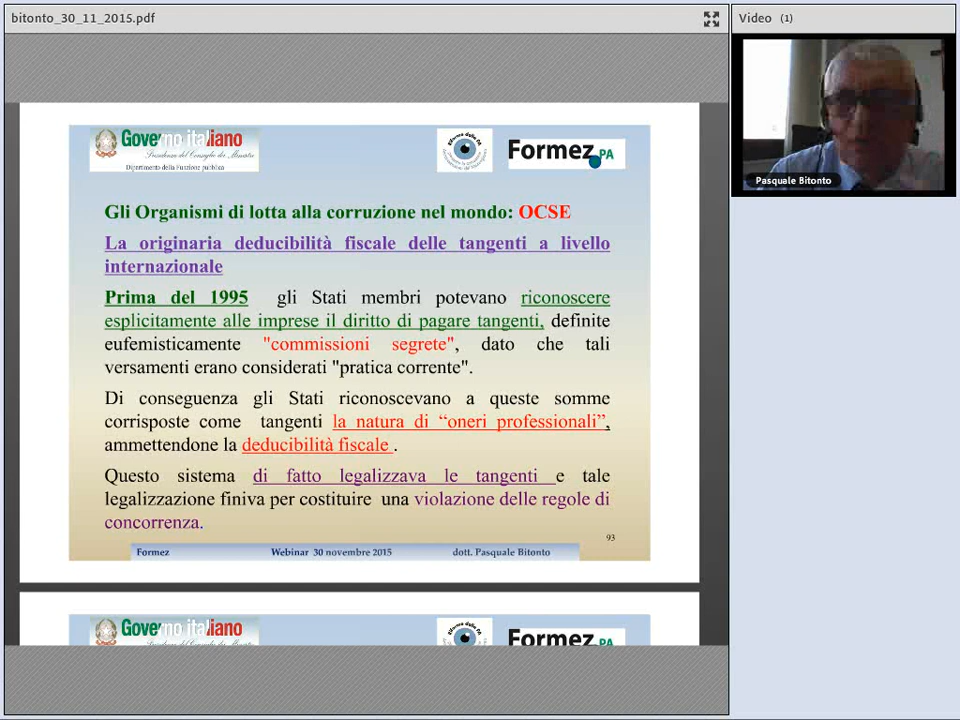 bitonto_30_11_2015.pdf
Video (1)
Governo italiano
Presidenza del Consiglio dei Ministri
Dipartimento della Funzione pubblica
Formez PA
Pasquale Bitonto
Gli Organismi di lotta alla corruzione nel mondo: OCSE
La originaria deducibilità fiscale delle tangenti a livello
internazionale
Prima del 1995 gli Stati membri potevano riconoscere
esplicitamente alle imprese il diritto di pagare tangenti, definite
eufemisticamente "commissioni segrete", dato che tali
versamenti erano considerati "pratica corrente".
Di conseguenza gli Stati riconoscevano a queste somme
corrisposte come tangenti la natura di “oneri professionali”,
ammettendone la deducibilità fiscale .
Questo sistema di fatto legalizzava le tangenti e tale
legalizzazione finiva per costituire una violazione delle regole di
concorrenza.
93
Formez Webinar 30 novembre 2015 dott. Pasquale Bitonto
Governo italiano
Formez PA